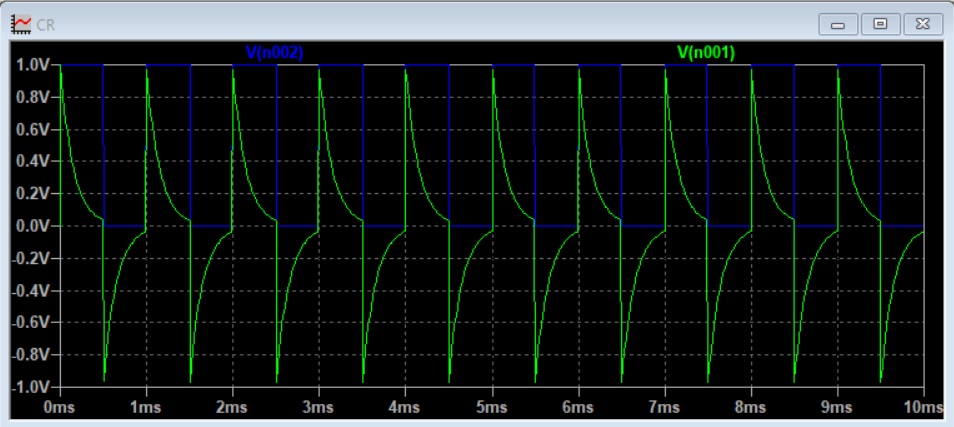 CR
V(n002) V(n001)
1.0V
0.8V
0.6V
0.4V
0.2V
0.0V
-0.2V
-0.4V
-0.6V
-0.8V
-1.0V
0ms 1ms 2ms 3ms 4ms 5ms 6ms 7ms 8ms 9ms 10ms